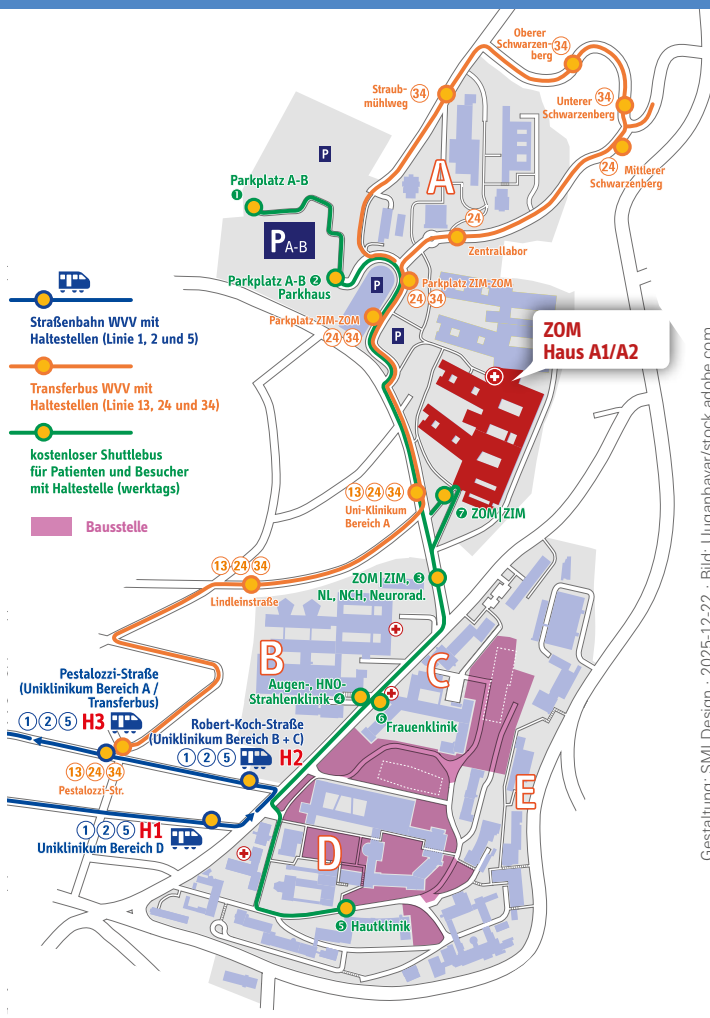 Oberer
Schwarzen-
berg
34
Straub-
mühlweg
34
Unterer
Schwarzenberg
34
24
Mittlerer
Schwarzenberg
P
A
Parkplatz A-B
1
24
Zentrallabor
P A-B
Parkplatz A-B 2
Parkhaus
P
Parkplatz ZIM-ZOM
24 34
Parkplatz ZIM-ZOM
24 34
P
ZOM
Haus A1/A2
Straßenbahn WVV mit
Haltestellen (Linie 1, 2 und 5)
Transferbus WVV mit
Haltestellen (Linie 13, 24 und 34)
kostenloser Shuttlebus
für Patienten und Besucher
mit Haltestelle (werktags)
Baustelle
13 24 34
Uni-Klinikum
Bereich A
7 ZOM|ZIM
13 24 34
Lindleinstraße
ZOM|ZIM, 3
NL, NCH, Neurorad.
B
C
Augen-, HNO-
Strahlenklinik 4
6
Frauenklinik
Pestalozzi-Straße
(Uniklinikum Bereich A /
Transferbus)
1 2 5 H3
Robert-Koch-Straße
(Uniklinikum Bereich B + C)
1 2 5 H2
13 24 34
Pestalozzi-Str.
E
1 2 5 H1
Uniklinikum Bereich D
D
5 Hautklinik
Gestaltung: SMI Design · 2025-12-22 · Bild: Uuganbayar/stock.adobe.com